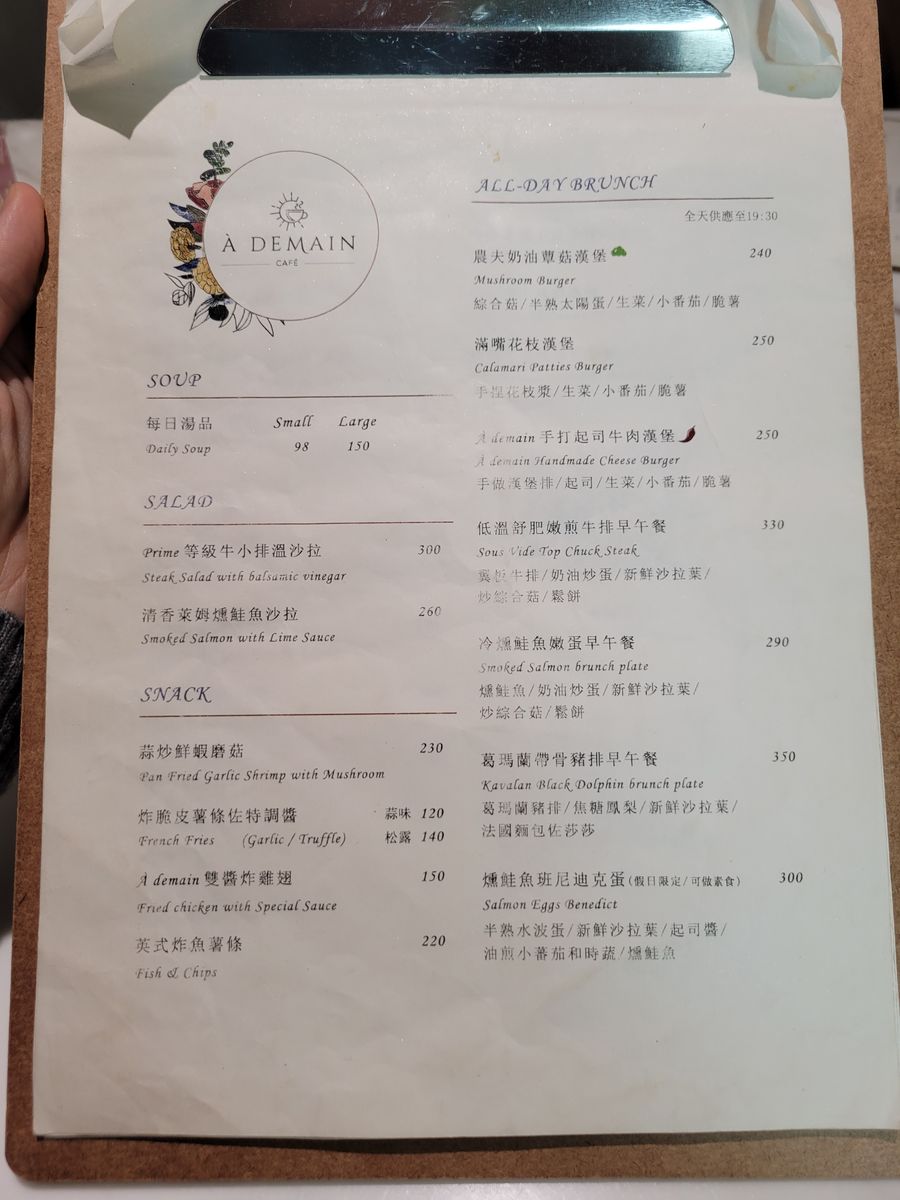 À DEMAIN
CAFÉ
SOUP
每日湯品 Small Large
Daily Soup 98 150
SALAD
Prime 等級牛小排溫沙拉 300
Steak Salad with balsamic vinegar
清香萊姆燻鮭魚沙拉 260
Smoked Salmon with Lime Sauce
SNACK
蒜炒鮮蝦磨菇 230
Pan Fried Garlic Shrimp with Mushroom
炸脆皮薯條佐特調醬 蒜味 120
French Fries (Garlic / Truffle) 松露 140
À demain 雙醬炸雞翅 150
Fried chicken with Special Sauce
英式炸魚薯條 220
Fish & Chips
ALL-DAY BRUNCH
全天供應至19:30
農夫奶油蕈菇漢堡 240
Mushroom Burger
綜合菇/半熟太陽蛋/生菜/小番茄/脆薯
滿嘴花枝漢堡 250
Calamari Patties Burger
手捏花枝漿/生菜/小番茄/脆薯
À demain 手打起司牛肉漢堡 250
À demain Handmade Cheese Burger
手做漢堡排/起司/生菜/小番茄/脆薯
低溫舒肥嫩煎牛排早午餐 330
Sous Vide Top Chuck Steak
翼板牛排/奶油炒蛋/新鮮沙拉葉/
炒綜合菇/鬆餅
冷燻鮭魚嫩蛋早午餐 290
Smoked Salmon brunch plate
燻鮭魚/奶油炒蛋/新鮮沙拉葉/
炒綜合菇/鬆餅
葛瑪蘭帶骨豬排早午餐 350
Kavalan Black Dolphin brunch plate
葛瑪蘭豬排/焦糖鳳梨/新鮮沙拉葉/
法國麵包佐莎莎
燻鮭魚班尼迪克蛋(假日限定/可做素食) 300
Salmon Eggs Benedict
半熟水波蛋/新鮮沙拉葉/起司醬/
油煎小蕃茄和時蔬/燻鮭魚